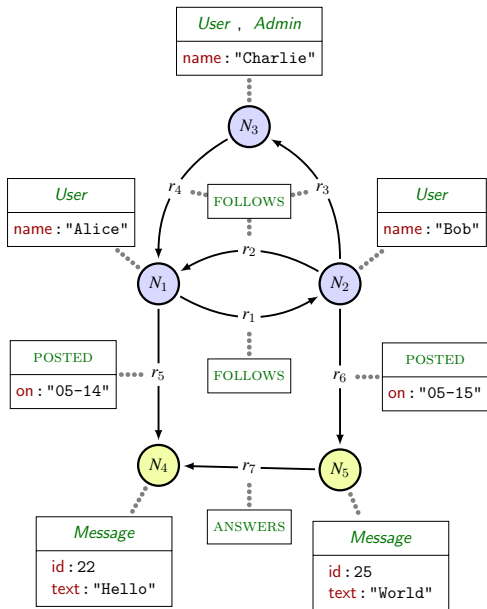 User , Admin
name : "Charlie"
N3
r4
FOLLOWS
r3
User
name : "Alice"
User
name : "Bob"
r2
N1
N2
r1
POSTED
on : "05-14"
r5
FOLLOWS
r6
POSTED
on : "05-15"
N4
r7
N5
ANSWERS
Message
id : 22
text : "Hello"
Message
id : 25
text : "World"